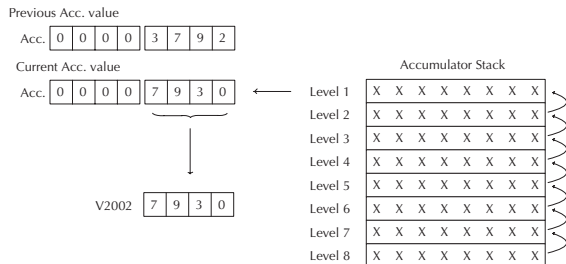 Previous Acc. value
Acc. 0 0 0 0 3 7 9 2
Current Acc. value
Acc. 0 0 0 0 7 9 3 0
V2002 7 9 3 0
Accumulator Stack
Level 1 X X X X X X X X
Level 2 X X X X X X X X
Level 3 X X X X X X X X
Level 4 X X X X X X X X
Level 5 X X X X X X X X
Level 6 X X X X X X X X
Level 7 X X X X X X X X
Level 8 X X X X X X X X